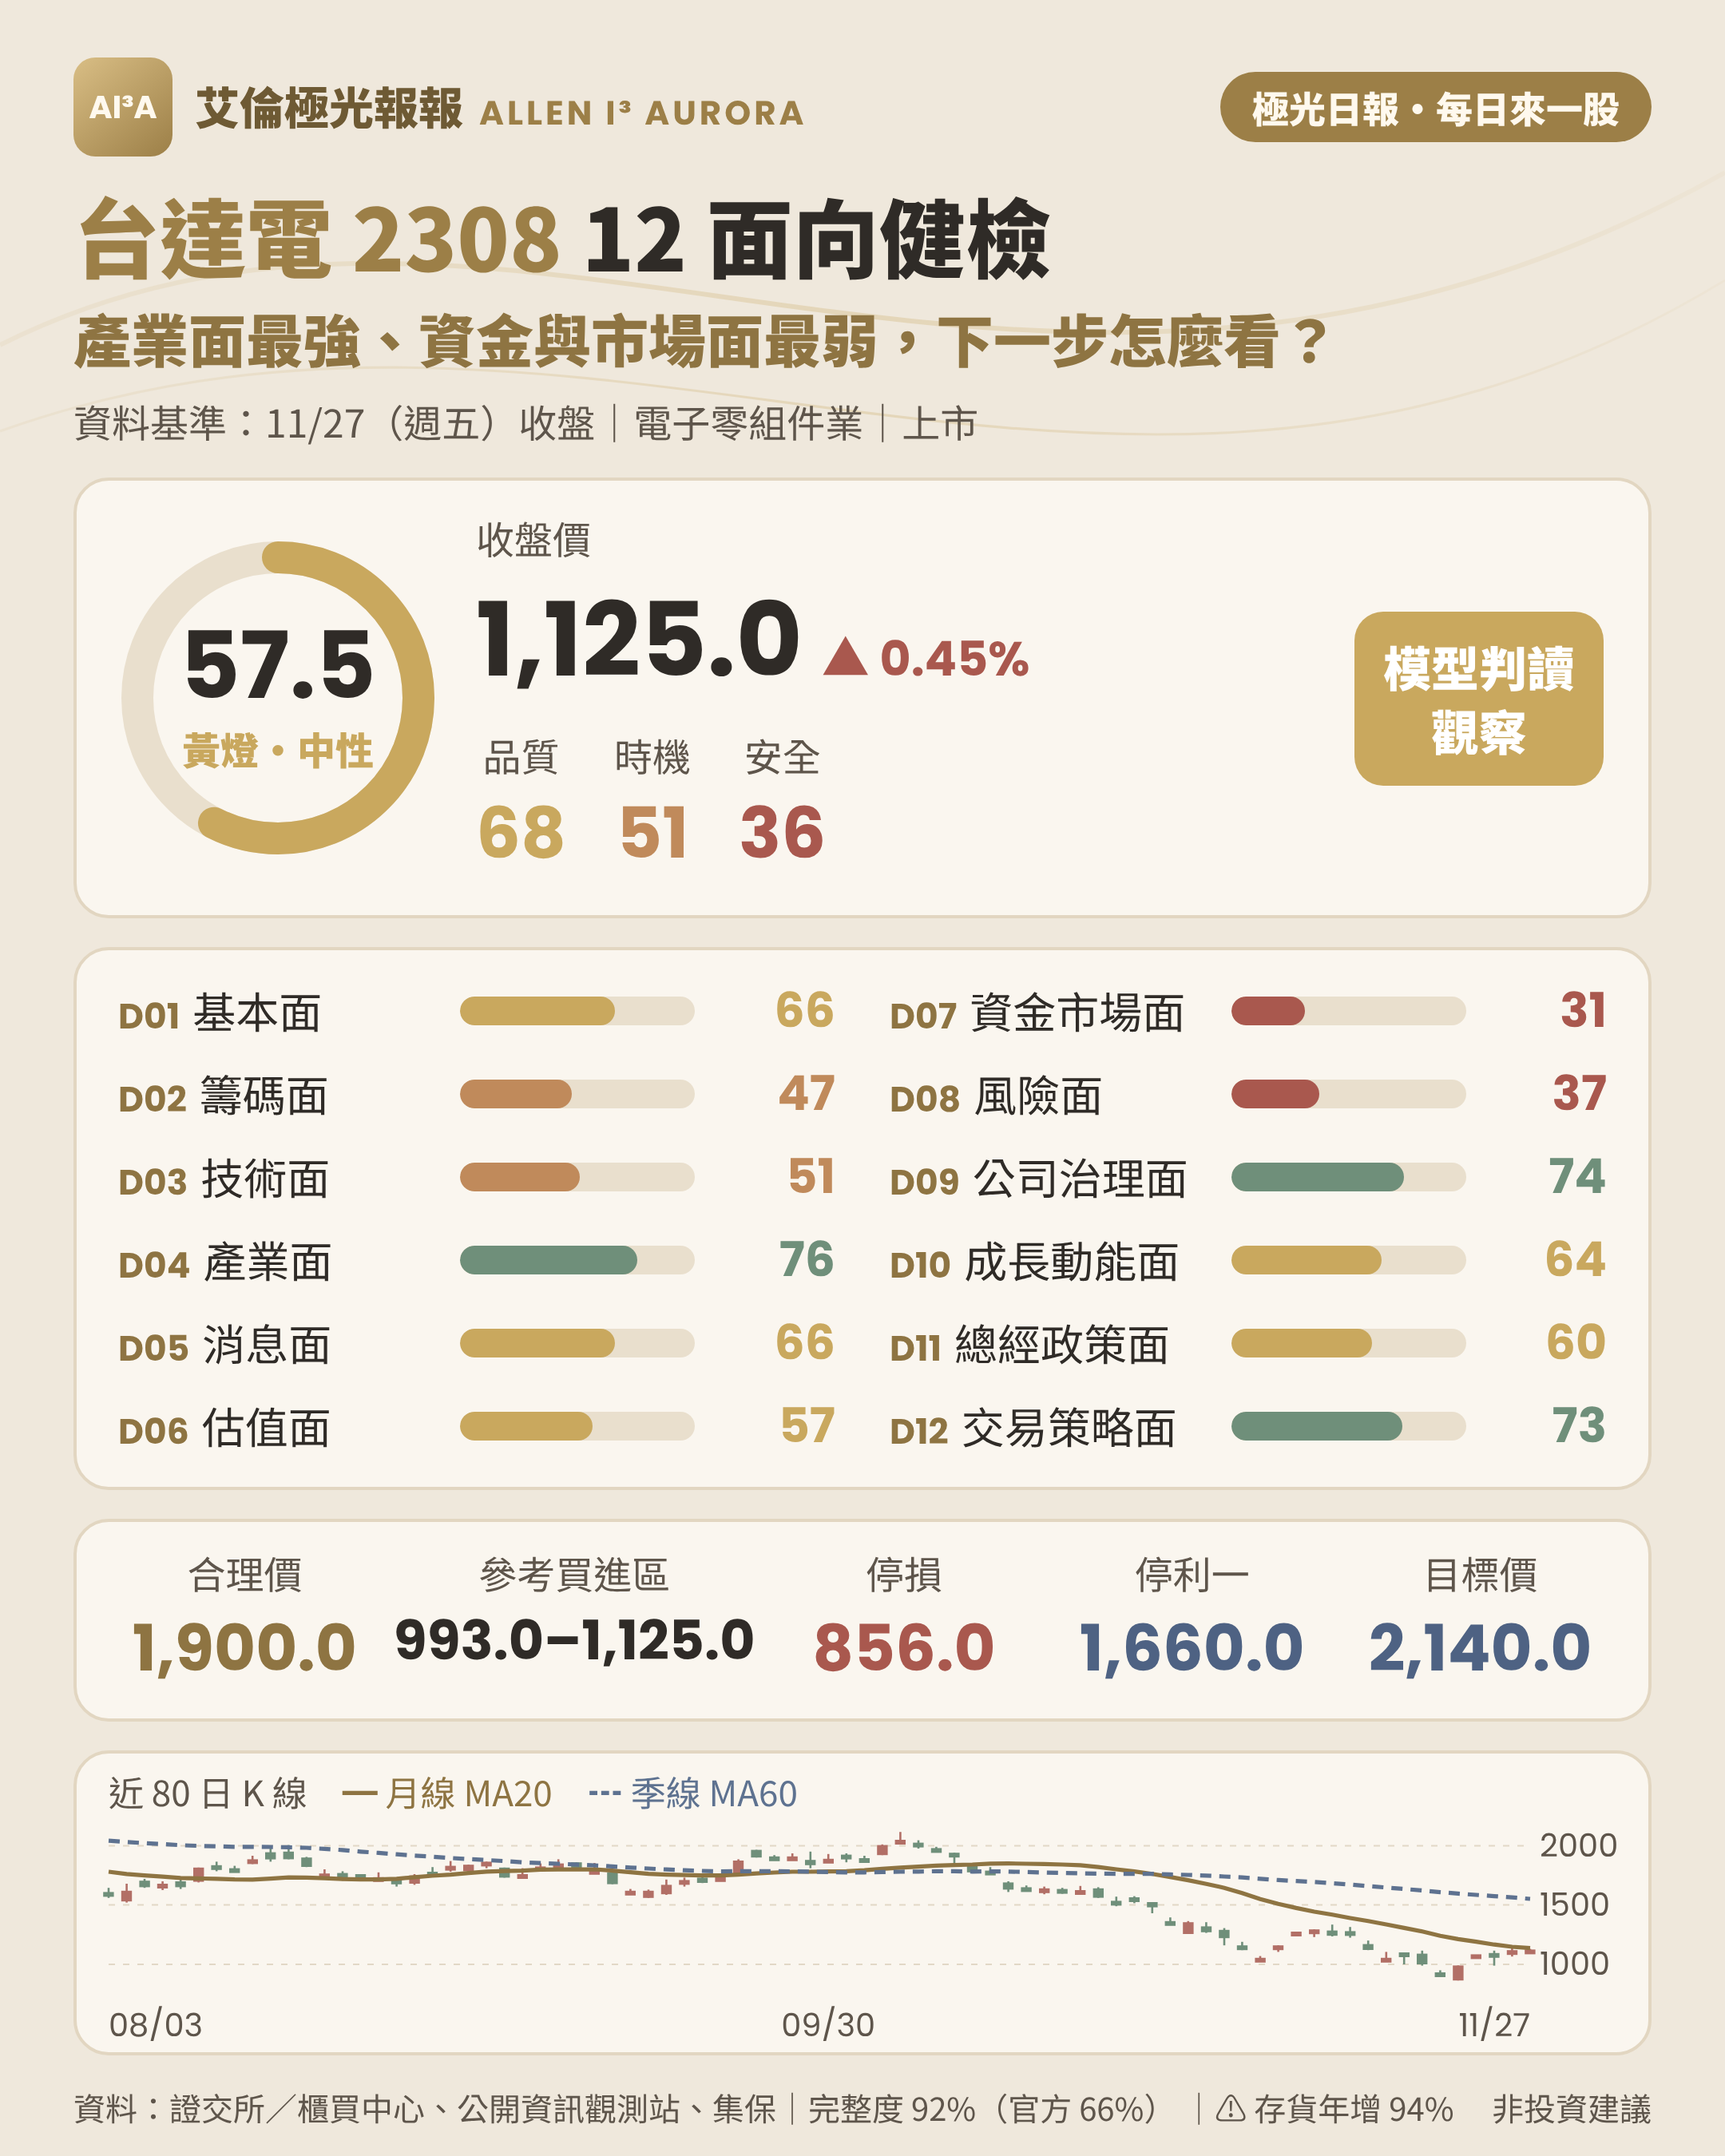 AI³A 艾倫極光報報 ALLEN I³ AURORA 極光日報・每日來一股
台達電 2308 12 面向健檢
產業面最強、資金與市場面最弱，下一步怎麼看？
資料基準：11/27（週五）收盤｜電子零組件業｜上市
收盤價
1,125.0 ▲ 0.45%
57.5
黃燈・中性
品質 時機 安全
68 51 36
模型判讀
觀察
D01 基本面 66
D02 籌碼面 47
D03 技術面 51
D04 產業面 76
D05 消息面 66
D06 估值面 57
D07 資金市場面 31
D08 風險面 37
D09 公司治理面 74
D10 成長動能面 64
D11 總經政策面 60
D12 交易策略面 73
合理價 參考買進區 停損 停利一 目標價
1,900.0 993.0–1,125.0 856.0 1,660.0 2,140.0
近 80 日 K 線 月線 MA20 季線 MA60
2000
1500
1000
08/03 09/30 11/27
資料：證交所／櫃買中心、公開資訊觀測站、集保｜完整度 92%（官方 66%）｜⚠ 存貨年增 94% 非投資建議